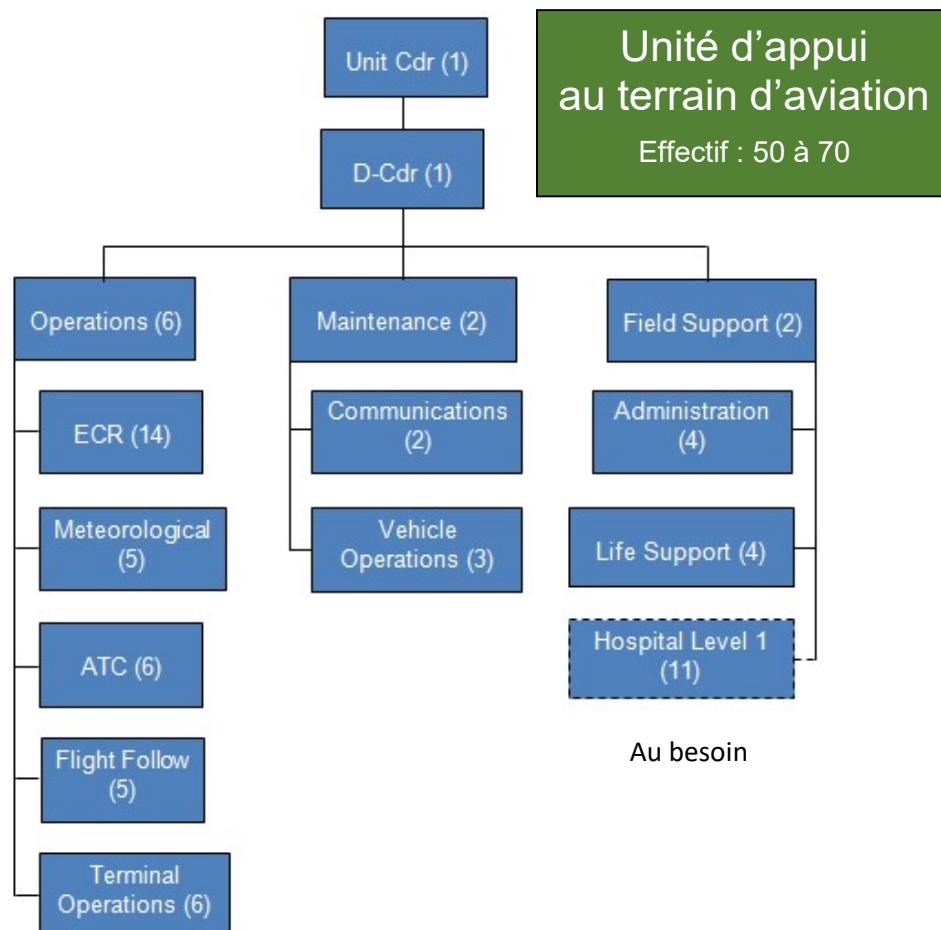 Unit Cdr (1)
Unité d’appui
au terrain d’aviation
Effectif : 50 à 70
D-Cdr (1)
Operations (6)
Maintenance (2)
Field Support (2)
ECR (14)
Communications
(2)
Administration
(4)
Meteorological
(5)
Vehicle
Operations (3)
Life Support (4)
ATC (6)
Hospital Level 1
(11)
Au besoin
Flight Follow
(5)
Terminal
Operations (6)